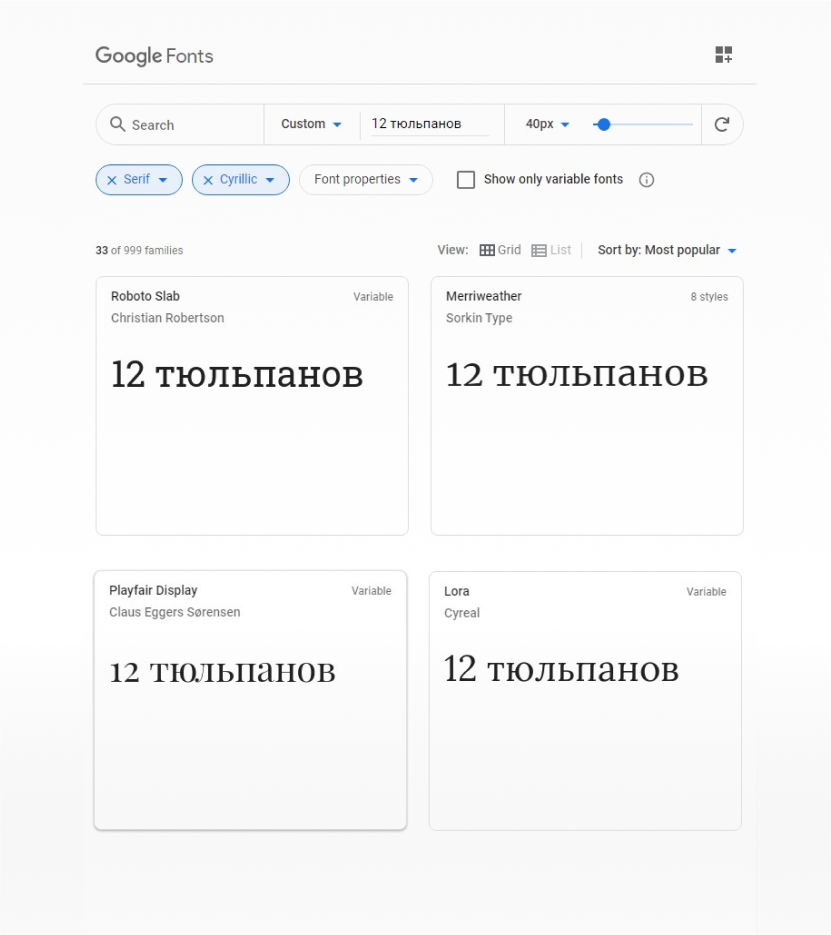 Google Fonts
Search
Custom
12 тюльпанов
40px
Serif
Cyrillic
Font properties
Show only variable fonts
33 of 999 families
View: Grid List
Sort by: Most popular
Roboto Slab
Variable
Christian Robertson
12 тюльпанов
Merriweather
8 styles
Sorkin Type
12 тюльпанов
Playfair Display
Variable
Claus Eggers Sørensen
12 тюльпанов
Lora
Variable
Cyreal
12 тюльпанов